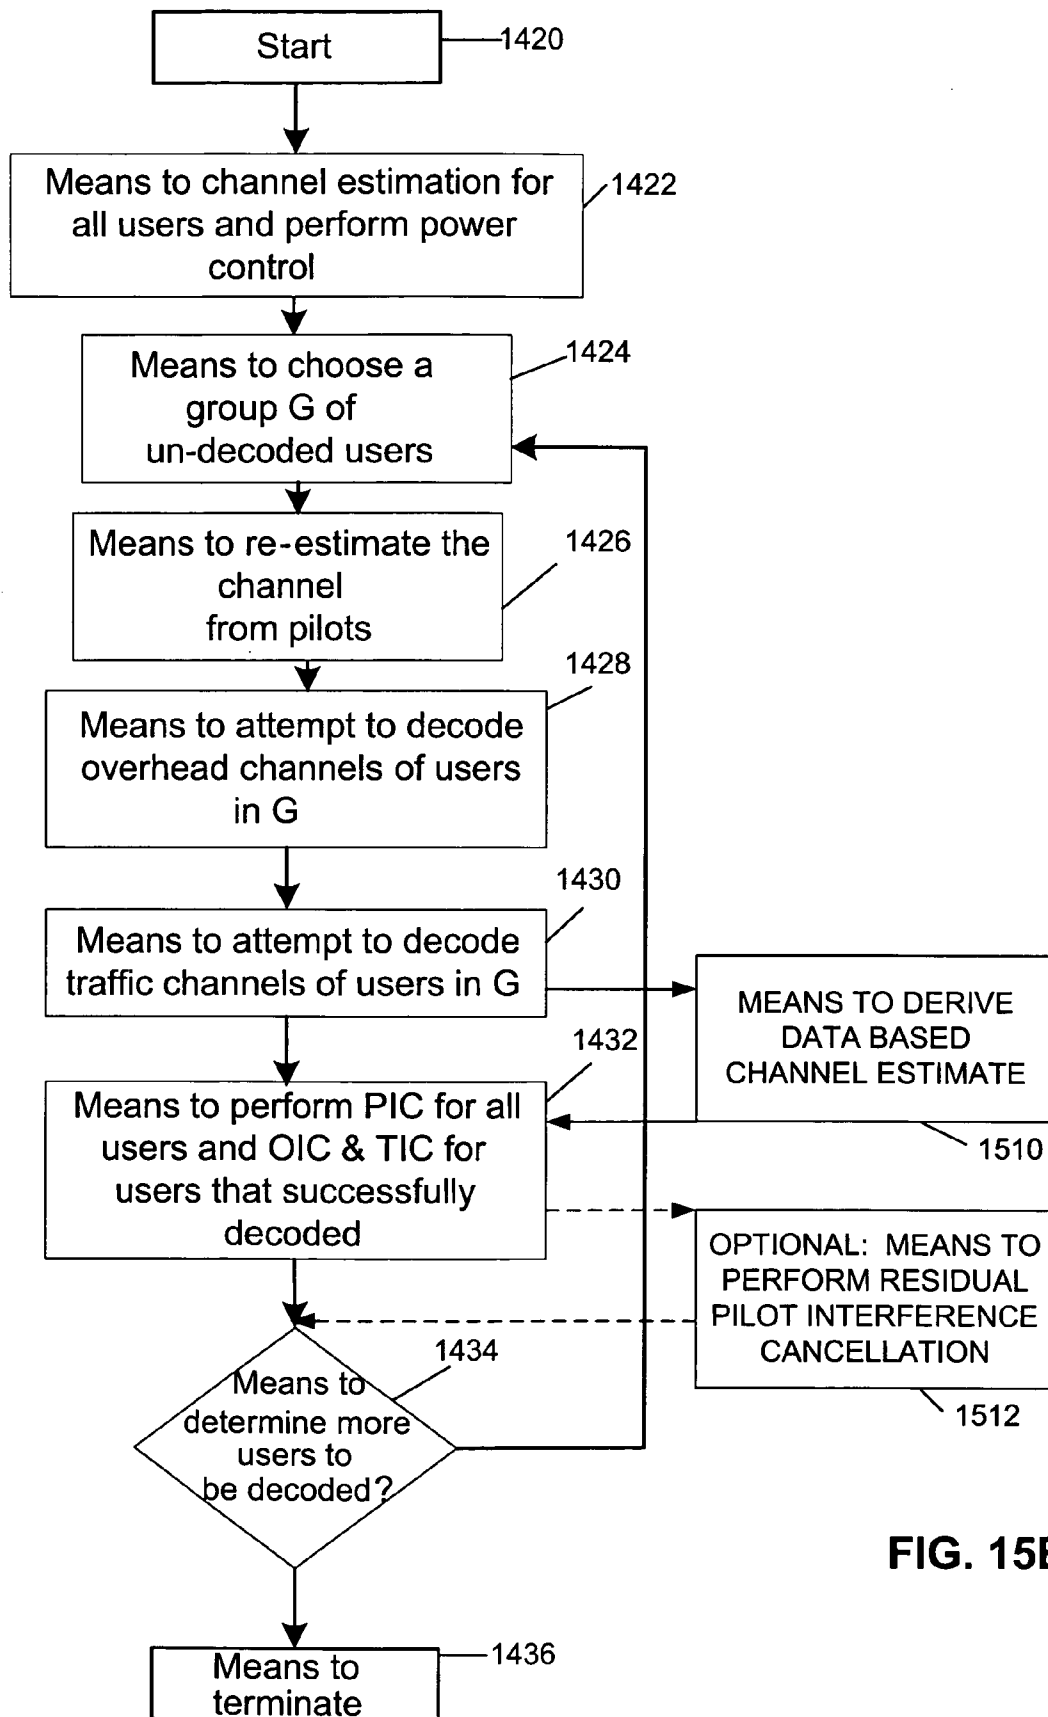 Start
1420
Means to channel estimation for
all users and perform power
control
1422
Means to choose a
group G of
un-decoded users
1424
Means to re-estimate the
channel
from pilots
1426
Means to attempt to decode
overhead channels of users
in G
1428
Means to attempt to decode
traffic channels of users in G
1430
MEANS TO DERIVE
DATA BASED
CHANNEL ESTIMATE
1510
Means to perform PIC for all
users and OIC & TIC for
users that successfully
decoded
1432
OPTIONAL: MEANS TO
PERFORM RESIDUAL
PILOT INTERFERENCE
CANCELLATION
1512
Means to
determine more
users to
be decoded?
1434
FIG. 15B
Means to
terminate
1436